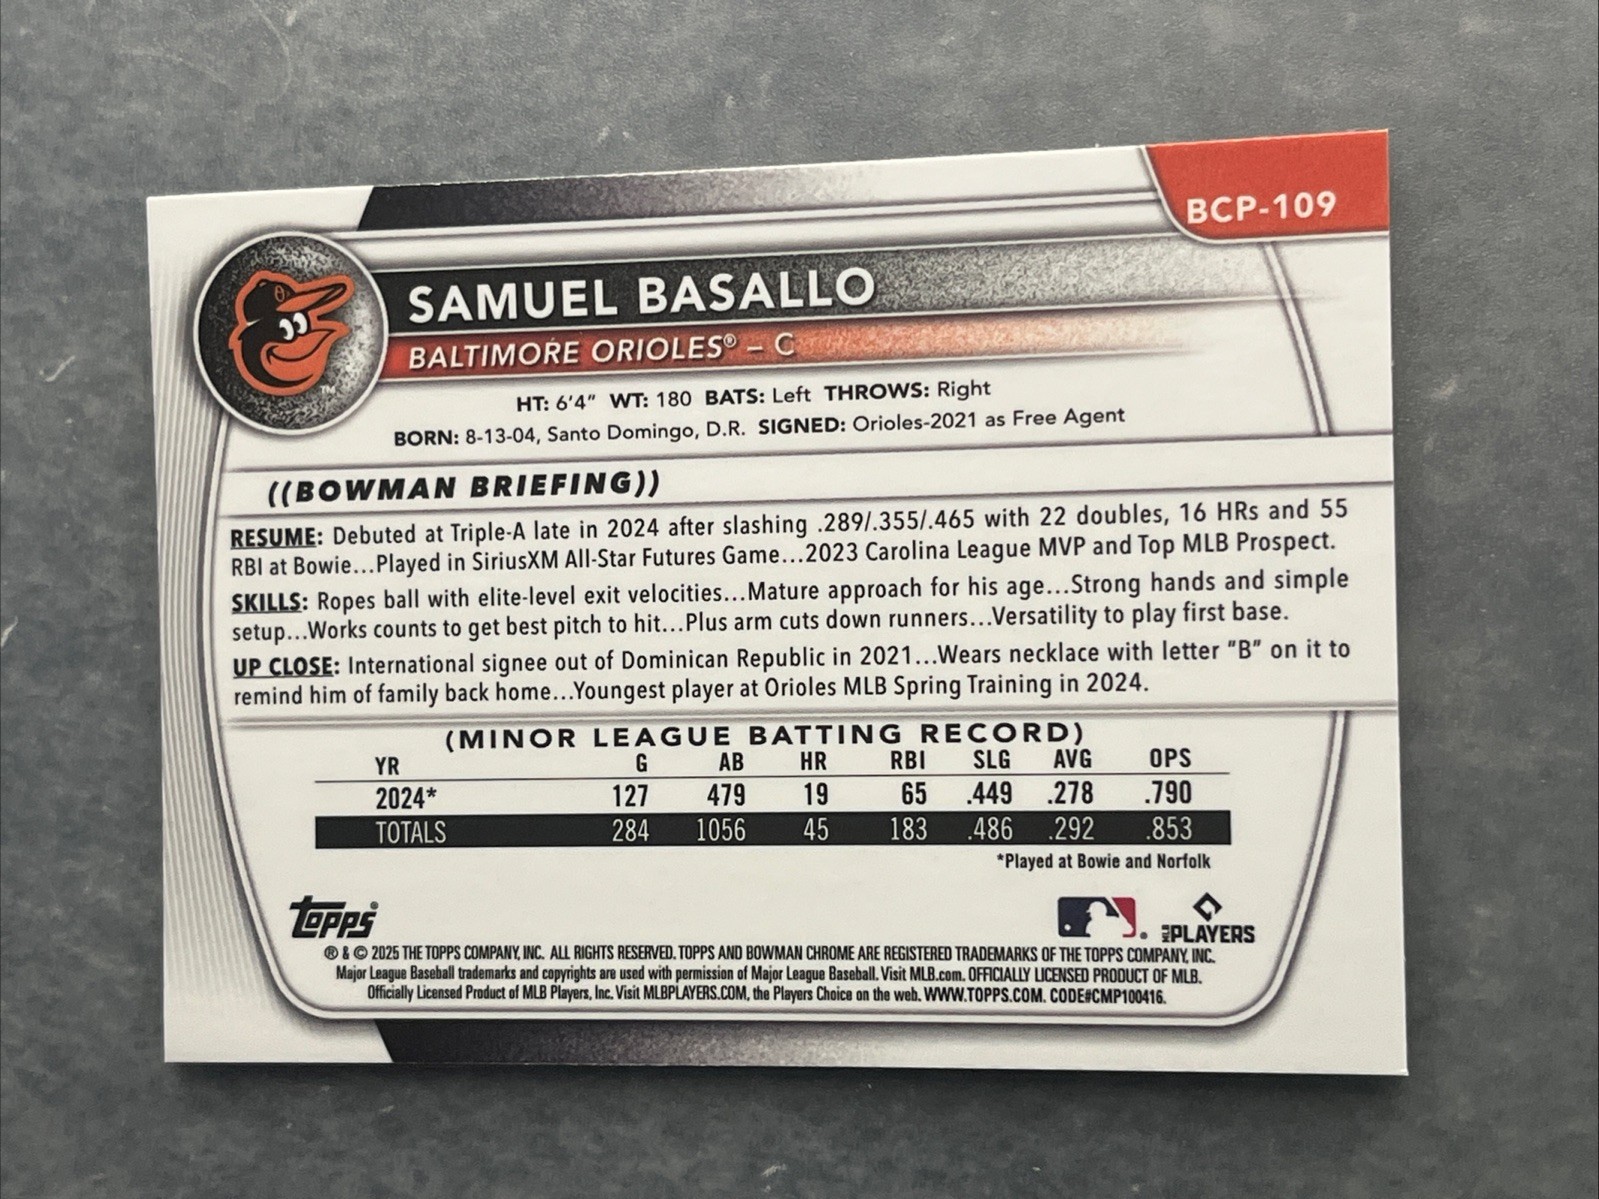 BCP-109
SAMUEL BASALLO
BALTIMORE ORIOLES® – C
HT: 6'4" WT: 180 BATS: Left THROWS: Right
BORN: 8-13-04, Santo Domingo, D.R. SIGNED: Orioles-2021 as Free Agent
((BOWMAN BRIEFING))
RESUME: Debuted at Triple-A late in 2024 after slashing .289/.355/.465 with 22 doubles, 16 HRs and 55
RBI at Bowie...Played in SiriusXM All-Star Futures Game...2023 Carolina League MVP and Top MLB Prospect.
SKILLS: Ropes ball with elite-level exit velocities...Mature approach for his age...Strong hands and simple
setup...Works counts to get best pitch to hit...Plus arm cuts down runners...Versatility to play first base.
UP CLOSE: International signee out of Dominican Republic in 2021...Wears necklace with letter "B" on it to
remind him of family back home...Youngest player at Orioles MLB Spring Training in 2024.
(MINOR LEAGUE BATTING RECORD)
YR G AB HR RBI SLG AVG OPS
2024* 127 479 19 65 .449 .278 .790
TOTALS 284 1056 45 183 .486 .292 .853
*Played at Bowie and Norfolk
Topps®
MLB PLAYERS
® & © 2025 THE TOPPS COMPANY, INC. ALL RIGHTS RESERVED. TOPPS AND BOWMAN CHROME ARE REGISTERED TRADEMARKS OF THE TOPPS COMPANY, INC.
Major League Baseball trademarks and copyrights are used with permission of Major League Baseball. Visit MLB.com. OFFICIALLY LICENSED PRODUCT OF MLB.
Officially Licensed Product of MLB Players, Inc. Visit MLBPLAYERS.COM, the Players Choice on the web. WWW.TOPPS.COM. CODE#CMP100416.